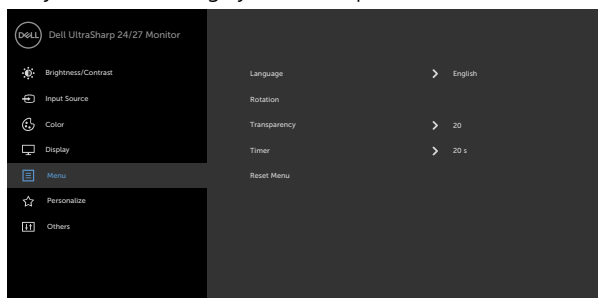 DELL
Dell UltraSharp 24/27 Monitor
Brightness/Contrast
Input Source
Color
Display
Menu
Personalize
Others
Language English
Rotation
Transparency 20
Timer 20 s
Reset Menu